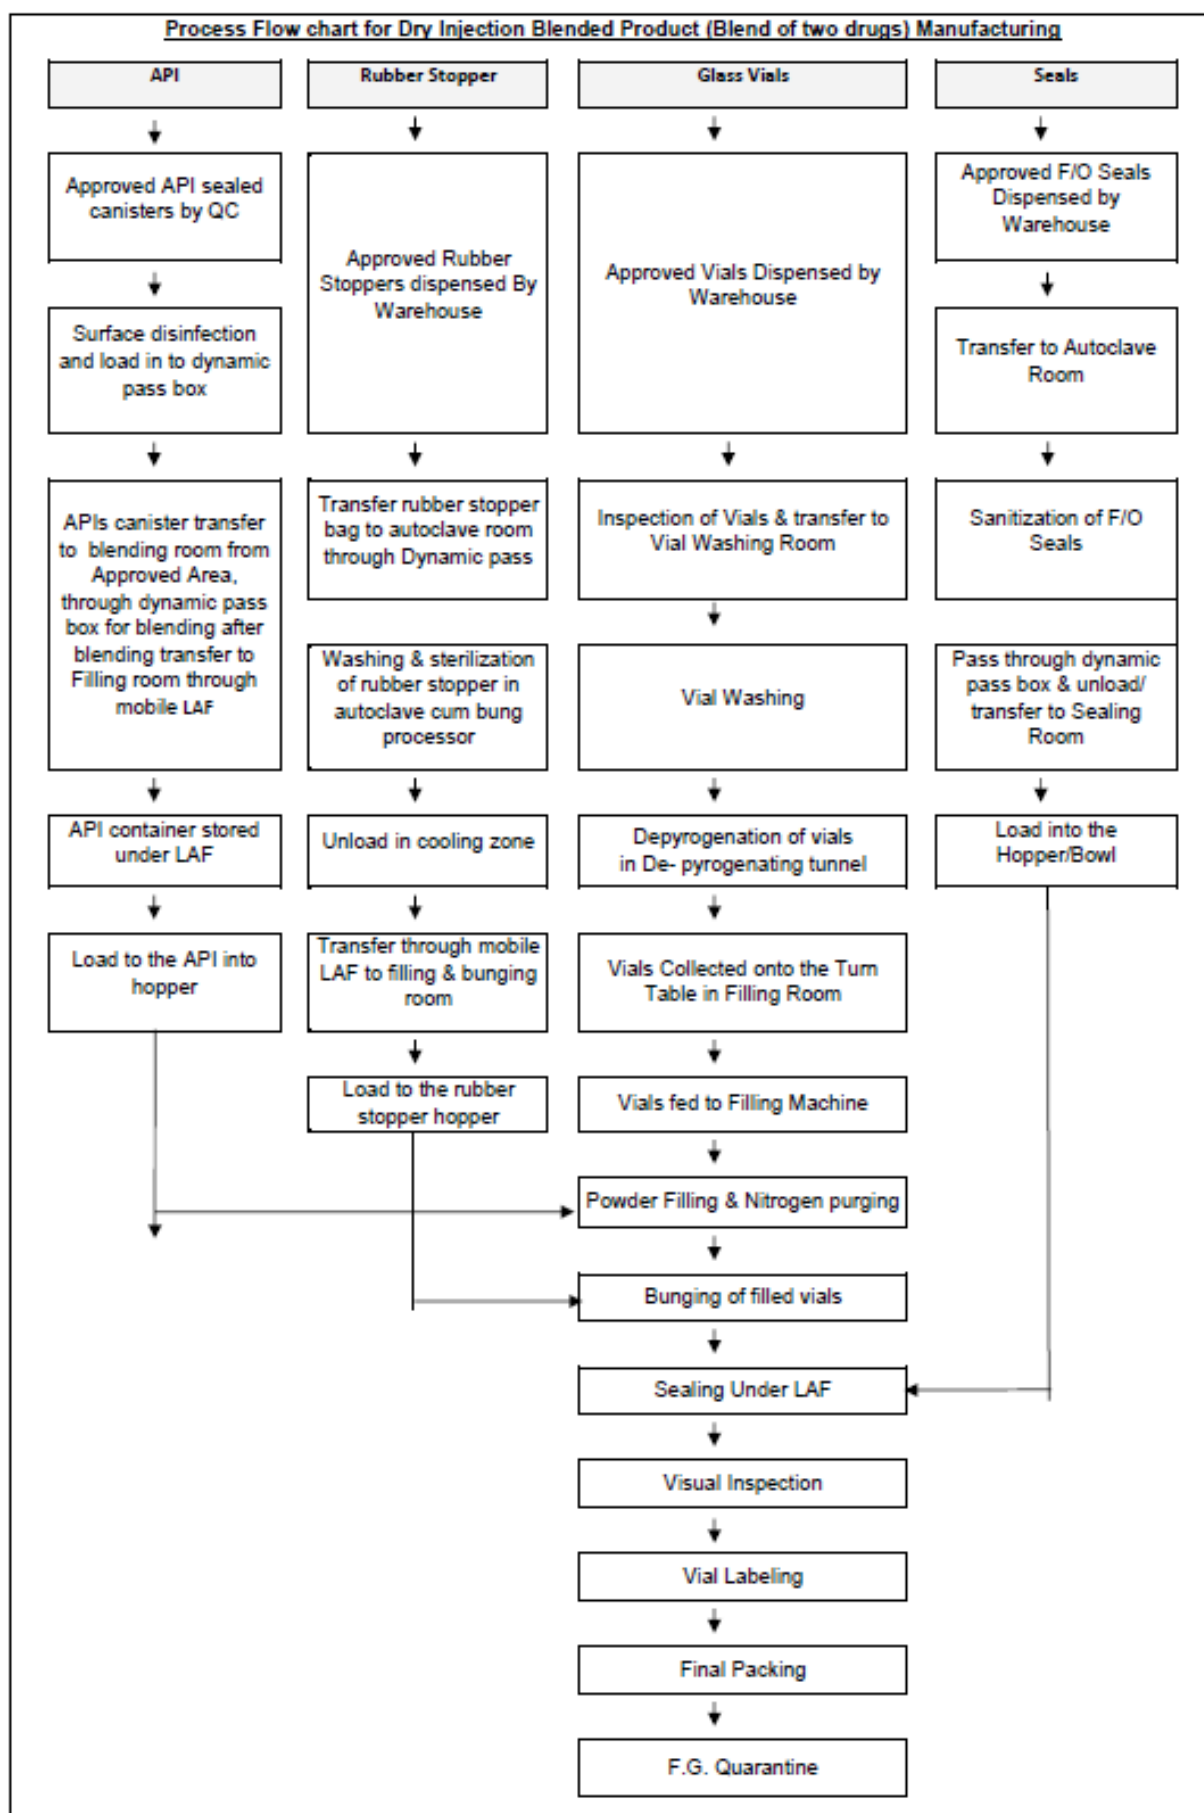 Process Flow chart for Dry Injection Blended Product (Blend of two drugs) Manufacturing
API
Approved API sealed
canisters by QC
Surface disinfection
and load in to dynamic
pass box
APIs canister transfer
to blending room from
Approved Area,
through dynamic pass
box for blending after
blending transfer to
Filling room through
mobile LAF
API container stored
under LAF
Load to the API into
hopper
Rubber Stopper
Approved Rubber
Stoppers dispensed By
Warehouse
Transfer rubber stopper
bag to autoclave room
through Dynamic pass
Washing & sterilization
of rubber stopper in
autoclave cum bung
processor
Unload in cooling zone
Transfer through mobile
LAF to filling & bunging
room
Load to the rubber
stopper hopper
Glass Vials
Approved Vials Dispensed by
Warehouse
Inspection of Vials & transfer to
Vial Washing Room
Vial Washing
Depyrogenation of vials
in De- pyrogenating tunnel
Vials Collected onto the Turn
Table in Filling Room
Vials fed to Filling Machine
Powder Filling & Nitrogen purging
Bunging of filled vials
Sealing Under LAF
Visual Inspection
Vial Labeling
Final Packing
F.G. Quarantine
Seals
Approved F/O Seals
Dispensed by
Warehouse
Transfer to Autoclave
Room
Sanitization of F/O
Seals
Pass through dynamic
pass box & unload/
transfer to Sealing
Room
Load into the
Hopper/Bowl